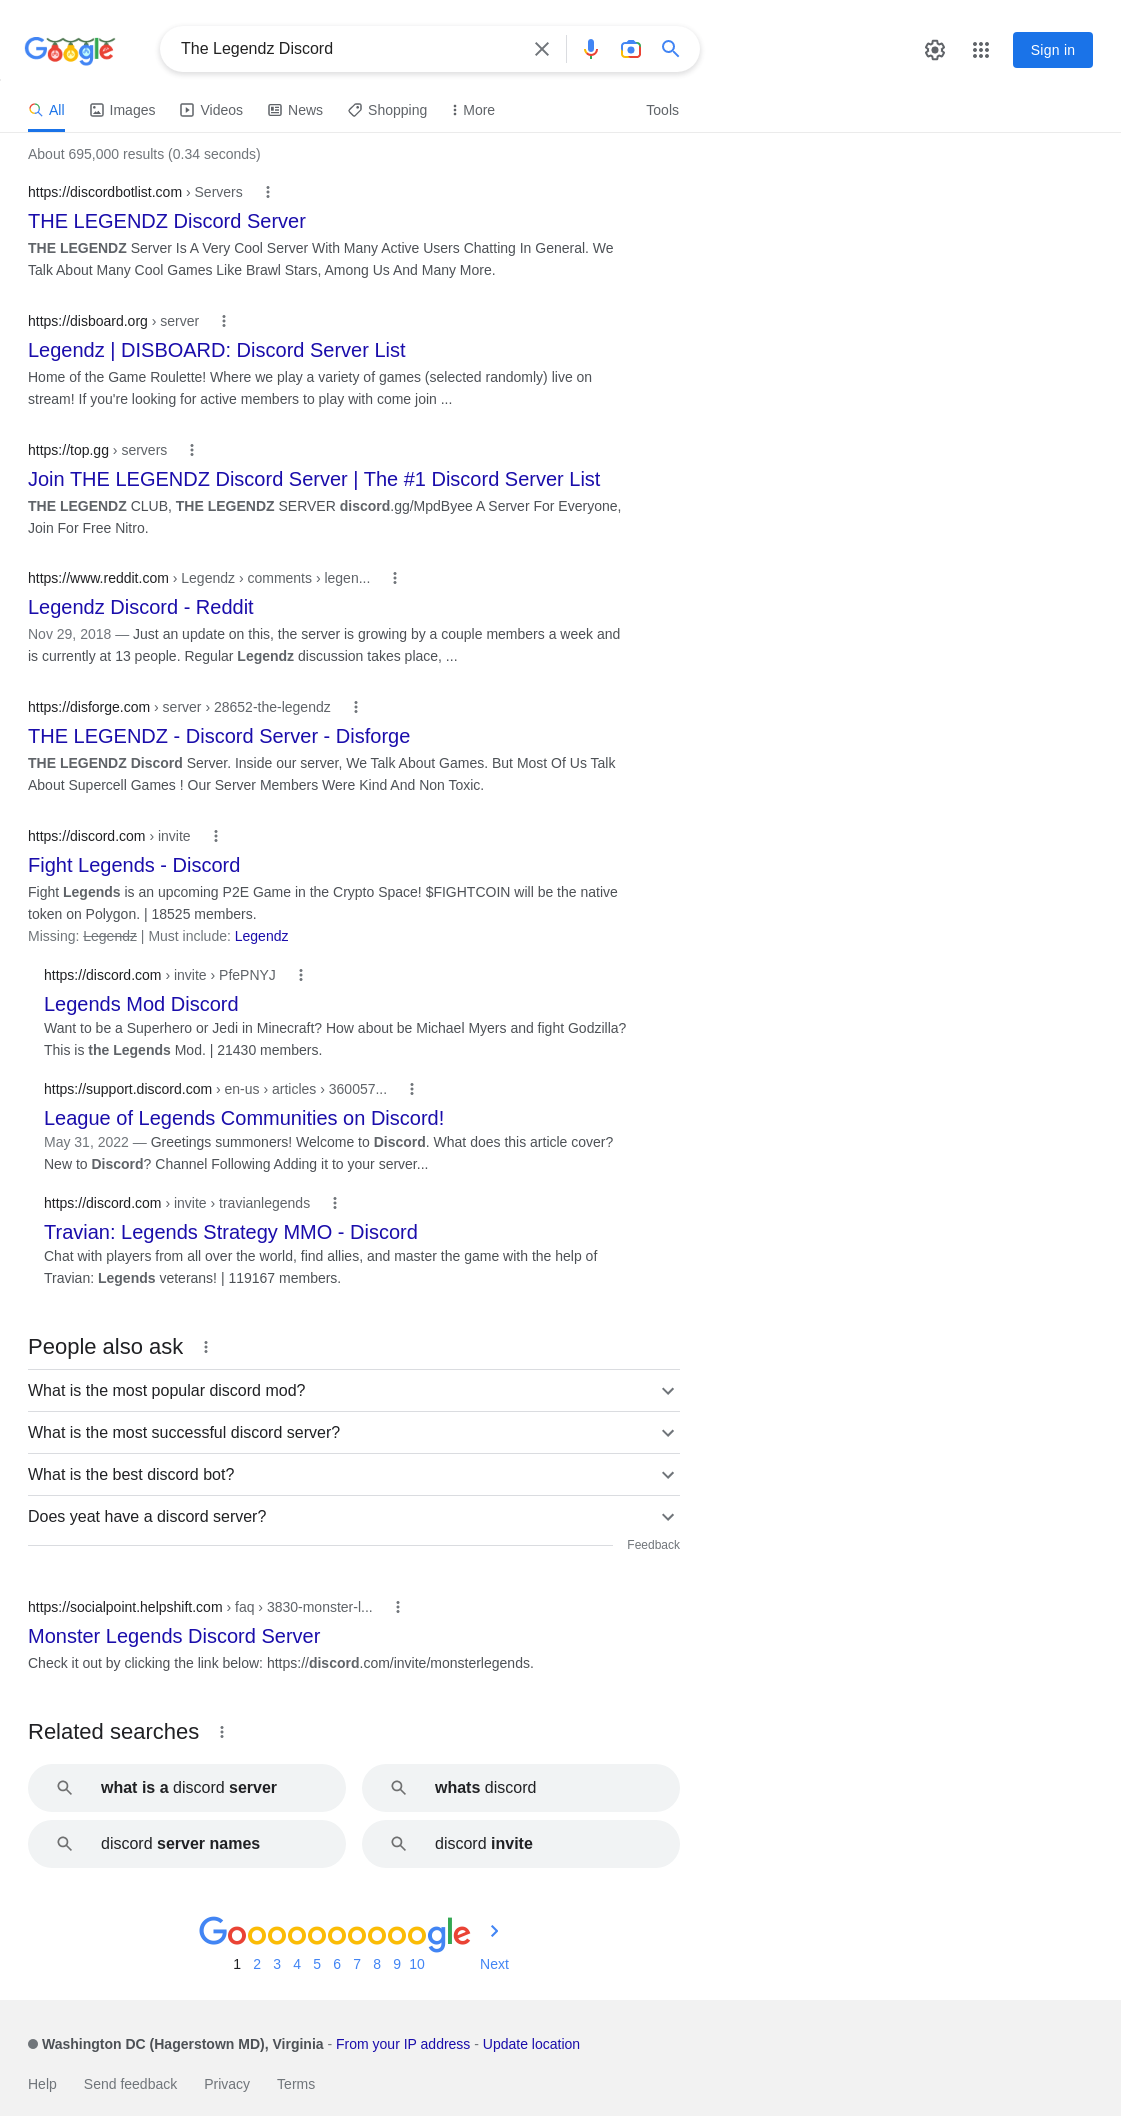 Google
The Legendz Discord
Sign in
All Images Videos News Shopping More Tools
About 695,000 results (0.34 seconds)
https://discordbotlist.com › Servers
THE LEGENDZ Discord Server
THE LEGENDZ Server Is A Very Cool Server With Many Active Users Chatting In General. We
Talk About Many Cool Games Like Brawl Stars, Among Us And Many More.
https://disboard.org › server
Legendz | DISBOARD: Discord Server List
Home of the Game Roulette! Where we play a variety of games (selected randomly) live on
stream! If you're looking for active members to play with come join ...
https://top.gg › servers
Join THE LEGENDZ Discord Server | The #1 Discord Server List
THE LEGENDZ CLUB, THE LEGENDZ SERVER discord.gg/MpdByee A Server For Everyone,
Join For Free Nitro.
https://www.reddit.com › Legendz › comments › legen...
Legendz Discord - Reddit
Nov 29, 2018 — Just an update on this, the server is growing by a couple members a week and
is currently at 13 people. Regular Legendz discussion takes place, ...
https://disforge.com › server › 28652-the-legendz
THE LEGENDZ - Discord Server - Disforge
THE LEGENDZ Discord Server. Inside our server, We Talk About Games. But Most Of Us Talk
About Supercell Games ! Our Server Members Were Kind And Non Toxic.
https://discord.com › invite
Fight Legends - Discord
Fight Legends is an upcoming P2E Game in the Crypto Space! $FIGHTCOIN will be the native
token on Polygon. | 18525 members.
Missing: Legendz | Must include: Legendz
https://discord.com › invite › PfePNYJ
Legends Mod Discord
Want to be a Superhero or Jedi in Minecraft? How about be Michael Myers and fight Godzilla?
This is the Legends Mod. | 21430 members.
https://support.discord.com › en-us › articles › 360057...
League of Legends Communities on Discord!
May 31, 2022 — Greetings summoners! Welcome to Discord. What does this article cover?
New to Discord? Channel Following Adding it to your server...
https://discord.com › invite › travianlegends
Travian: Legends Strategy MMO - Discord
Chat with players from all over the world, find allies, and master the game with the help of
Travian: Legends veterans! | 119167 members.
People also ask
What is the most popular discord mod?
What is the most successful discord server?
What is the best discord bot?
Does yeat have a discord server?
Feedback
https://socialpoint.helpshift.com › faq › 3830-monster-l...
Monster Legends Discord Server
Check it out by clicking the link below: https://discord.com/invite/monsterlegends.
Related searches
what is a discord server
whats discord
discord server names
discord invite
Goooooooooogle
1 2 3 4 5 6 7 8 9 10 Next
Washington DC (Hagerstown MD), Virginia - From your IP address - Update location
Help Send feedback Privacy Terms